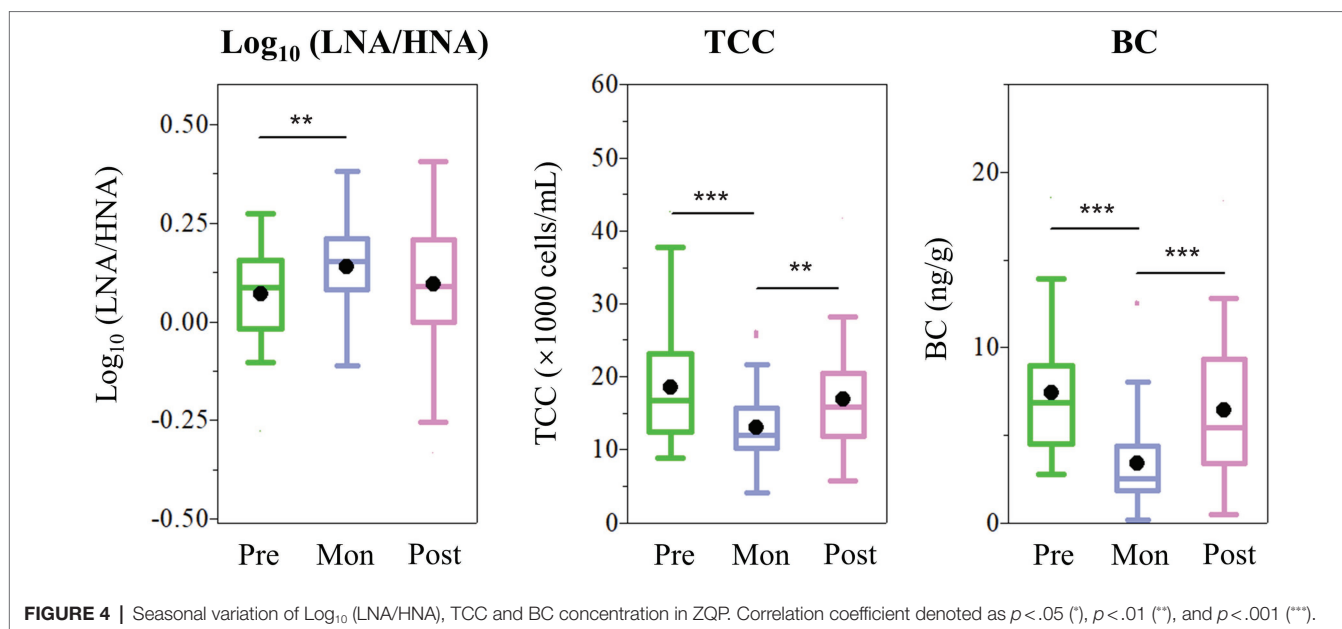 Log₁₀ (LNA/HNA)
TCC
BC
Log₁₀ (LNA/HNA)
0.50
0.25
0.00
-0.25
-0.50
**
Pre Mon Post
TCC (×1000 cells/mL)
60
50
40
30
20
10
0
***
**
Pre Mon Post
BC (ng/g)
20
10
0
***
***
Pre Mon Post
FIGURE 4 | Seasonal variation of Log₁₀ (LNA/HNA), TCC and BC concentration in ZQP. Correlation coefficient denoted as p<.05 (*), p<.01 (**), and p<.001 (***).